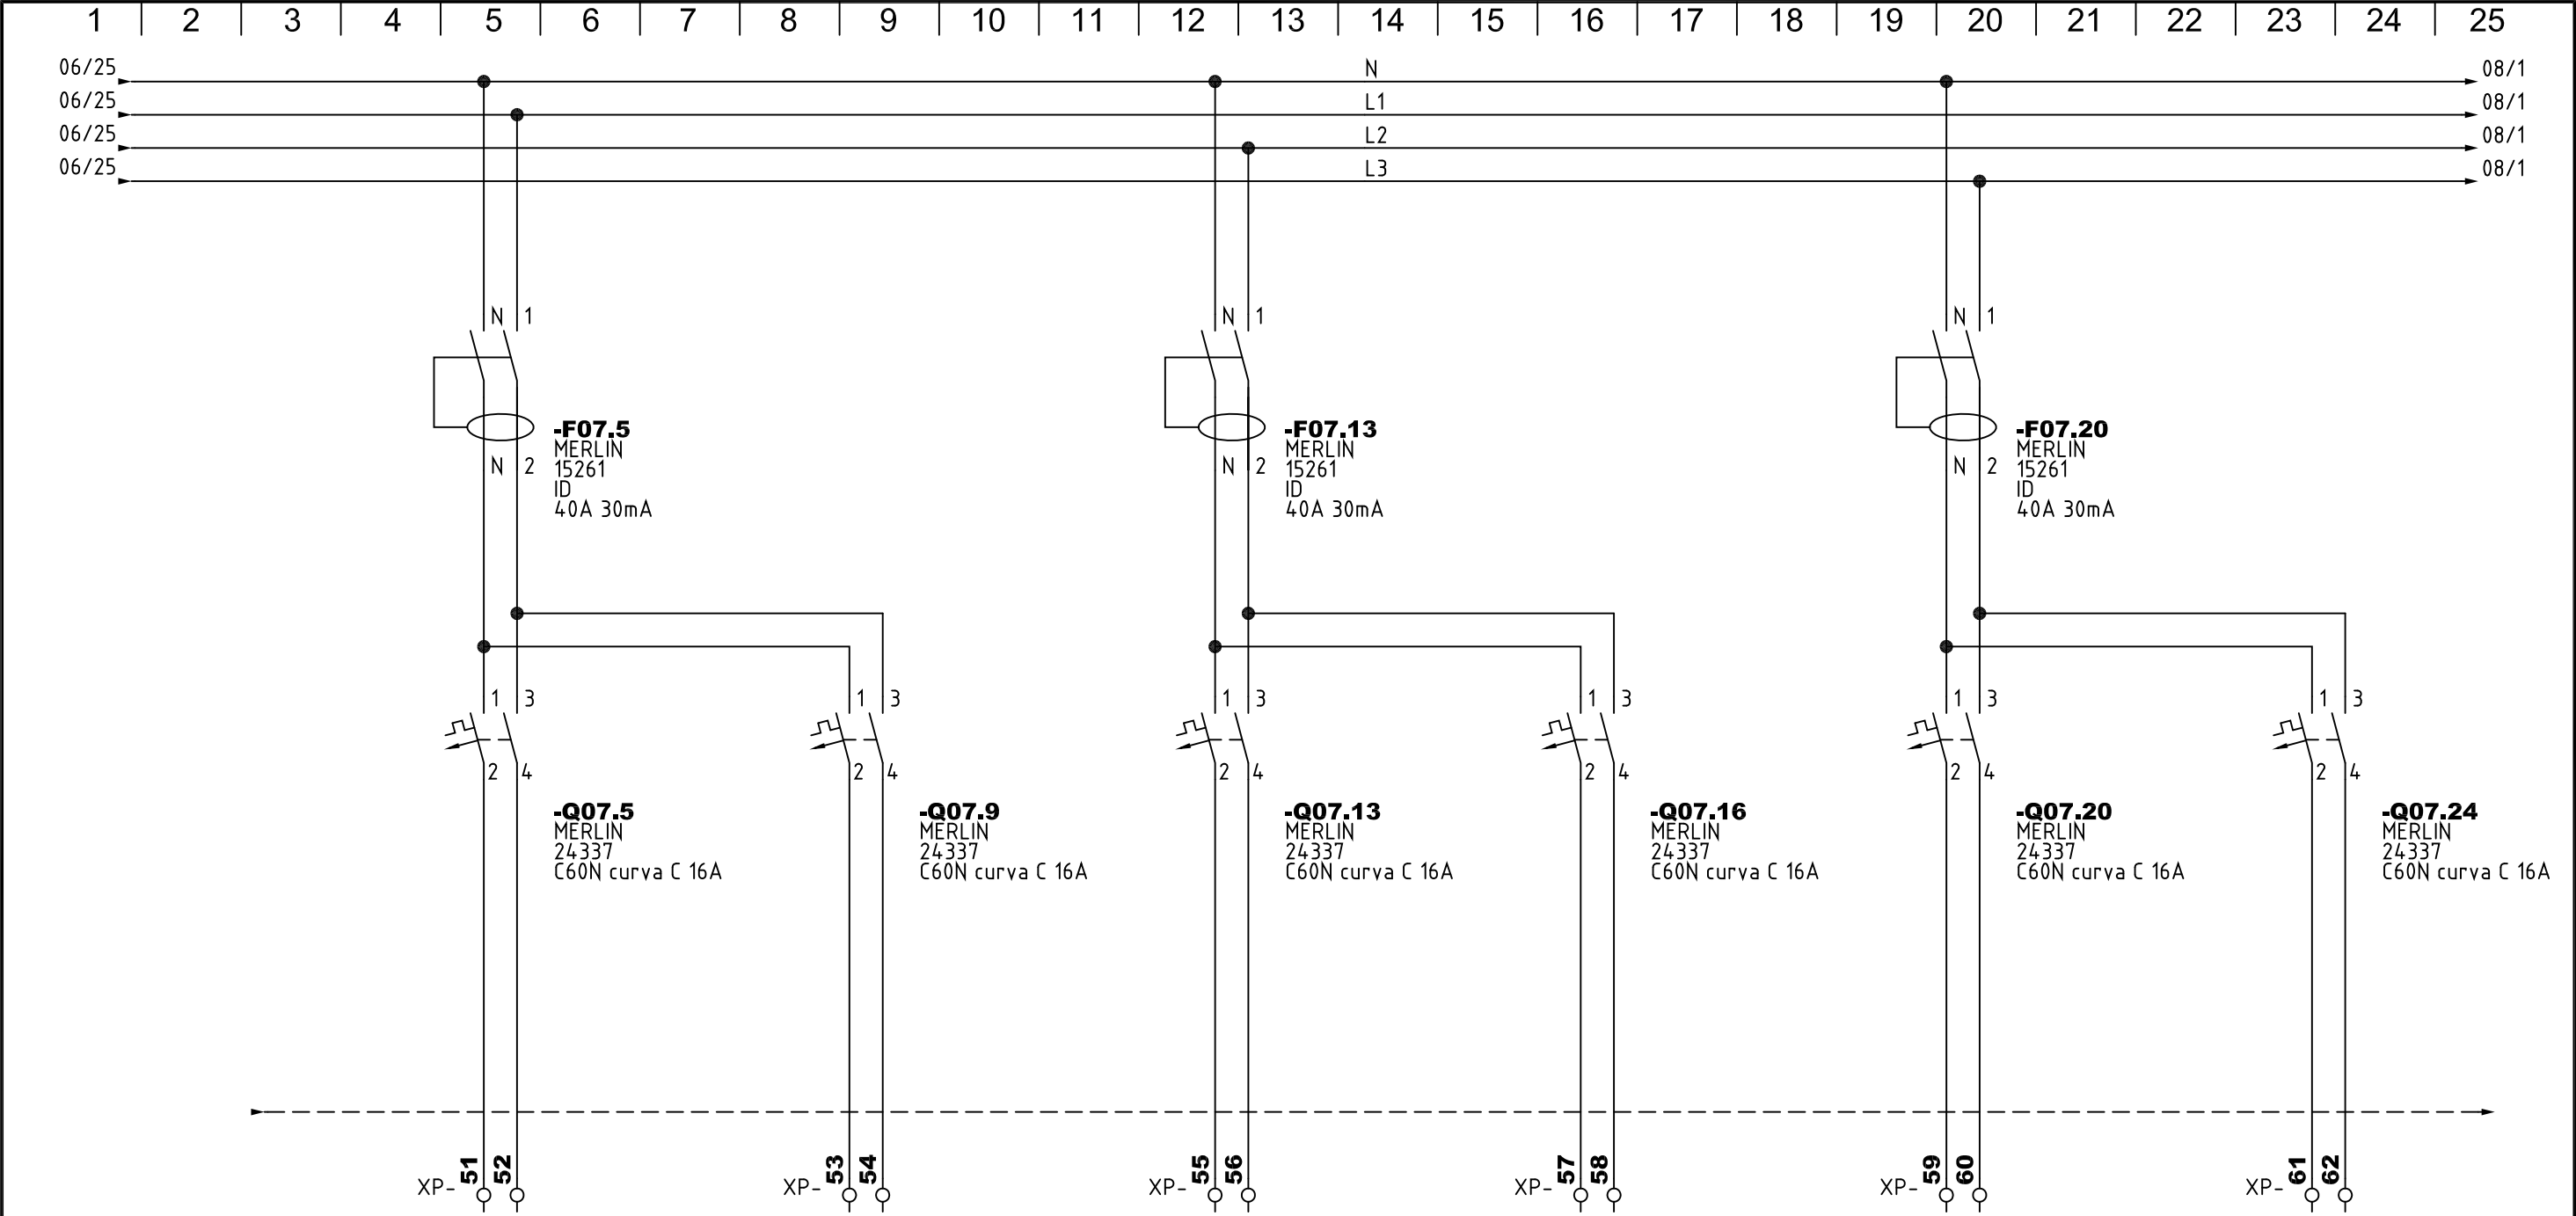 1 2 3 4 5 6 7 8 9 10 11 12 13 14 15 16 17 18 19 20 21 22 23 24 25
06/25 N 08/1
06/25 L1 08/1
06/25 L2 08/1
06/25 L3 08/1
N 1 N 1 N 1
-F07.5
MERLIN
15261
ID
40A 30mA
N 2
-F07.13
MERLIN
15261
ID
40A 30mA
N 2
-F07.20
MERLIN
15261
ID
40A 30mA
N 2
1 3 1 3 1 3 1 3 1 3 1 3
2 4 2 4 2 4 2 4 2 4 2 4
-Q07.5
MERLIN
24337
C60N curva C 16A
-Q07.9
MERLIN
24337
C60N curva C 16A
-Q07.13
MERLIN
24337
C60N curva C 16A
-Q07.16
MERLIN
24337
C60N curva C 16A
-Q07.20
MERLIN
24337
C60N curva C 16A
-Q07.24
MERLIN
24337
C60N curva C 16A
XP- 51 52 XP- 53 54 XP- 55 56 XP- 57 58 XP- 59 60 XP- 61 62